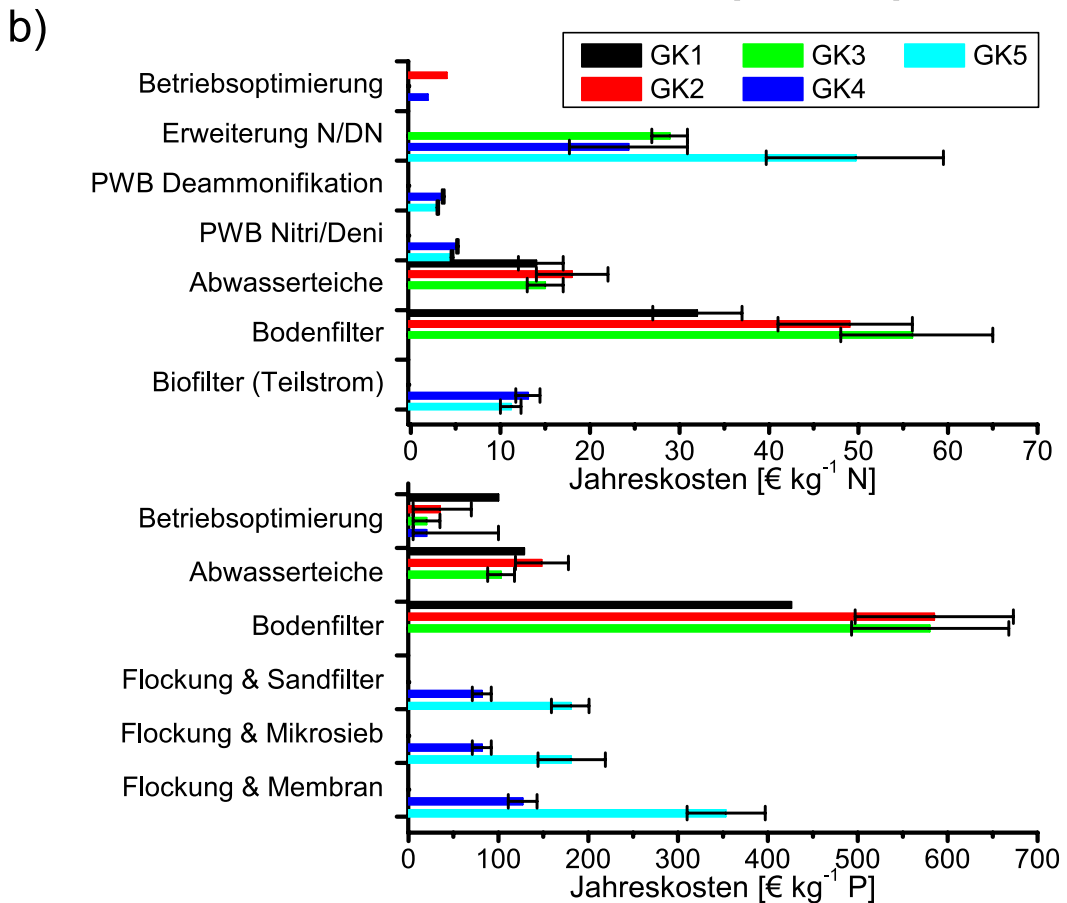 b)
GK1 GK3 GK5
GK2 GK4
Betriebsoptimierung
Erweiterung N/DN
PWB Deammonifikation
PWB Nitri/Deni
Abwasserteiche
Bodenfilter
Biofilter (Teilstrom)
0 10 20 30 40 50 60 70
Jahreskosten [€ kg⁻¹ N]
Betriebsoptimierung
Abwasserteiche
Bodenfilter
Flockung & Sandfilter
Flockung & Mikrosieb
Flockung & Membran
0 100 200 300 400 500 600 700
Jahreskosten [€ kg⁻¹ P]